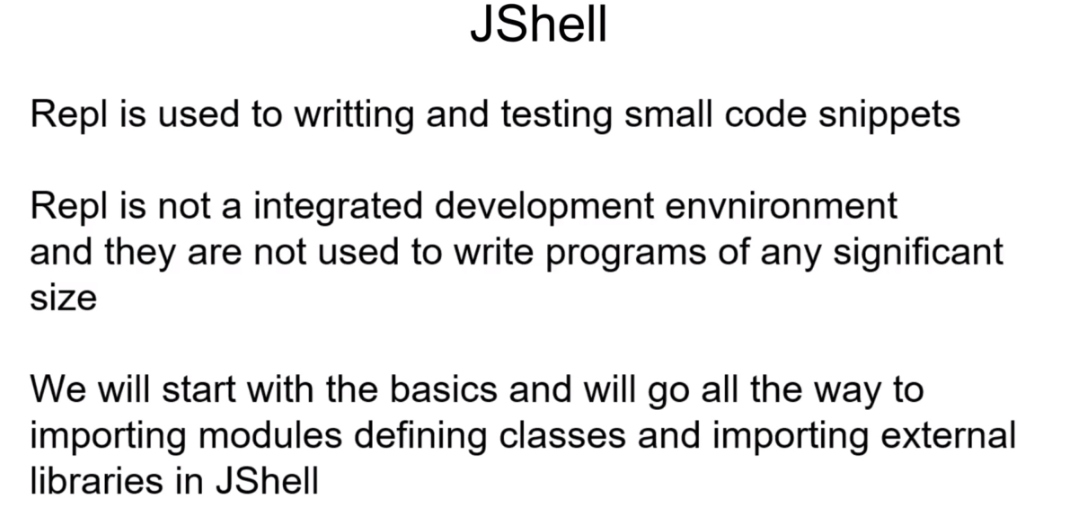 JShell
Repl is used to writting and testing small code snippets
Repl is not a integrated development envnironment
and they are not used to write programs of any significant
size
We will start with the basics and will go all the way to
importing modules defining classes and importing external
libraries in JShell